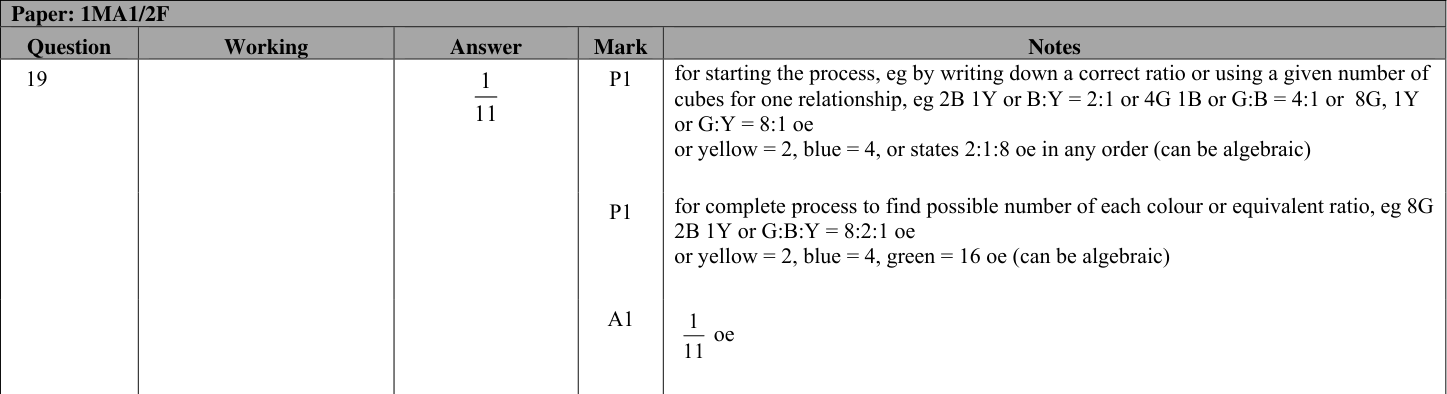 Paper: 1MA1/2F
Question Working Answer Mark Notes
19 1/11 P1 for starting the process, eg by writing down a correct ratio or using a given number of
cubes for one relationship, eg 2B 1Y or B:Y = 2:1 or 4G 1B or G:B = 4:1 or 8G, 1Y
or G:Y = 8:1 oe
or yellow = 2, blue = 4, or states 2:1:8 oe in any order (can be algebraic)
P1 for complete process to find possible number of each colour or equivalent ratio, eg 8G
2B 1Y or G:B:Y = 8:2:1 oe
or yellow = 2, blue = 4, green = 16 oe (can be algebraic)
A1 1/11 oe